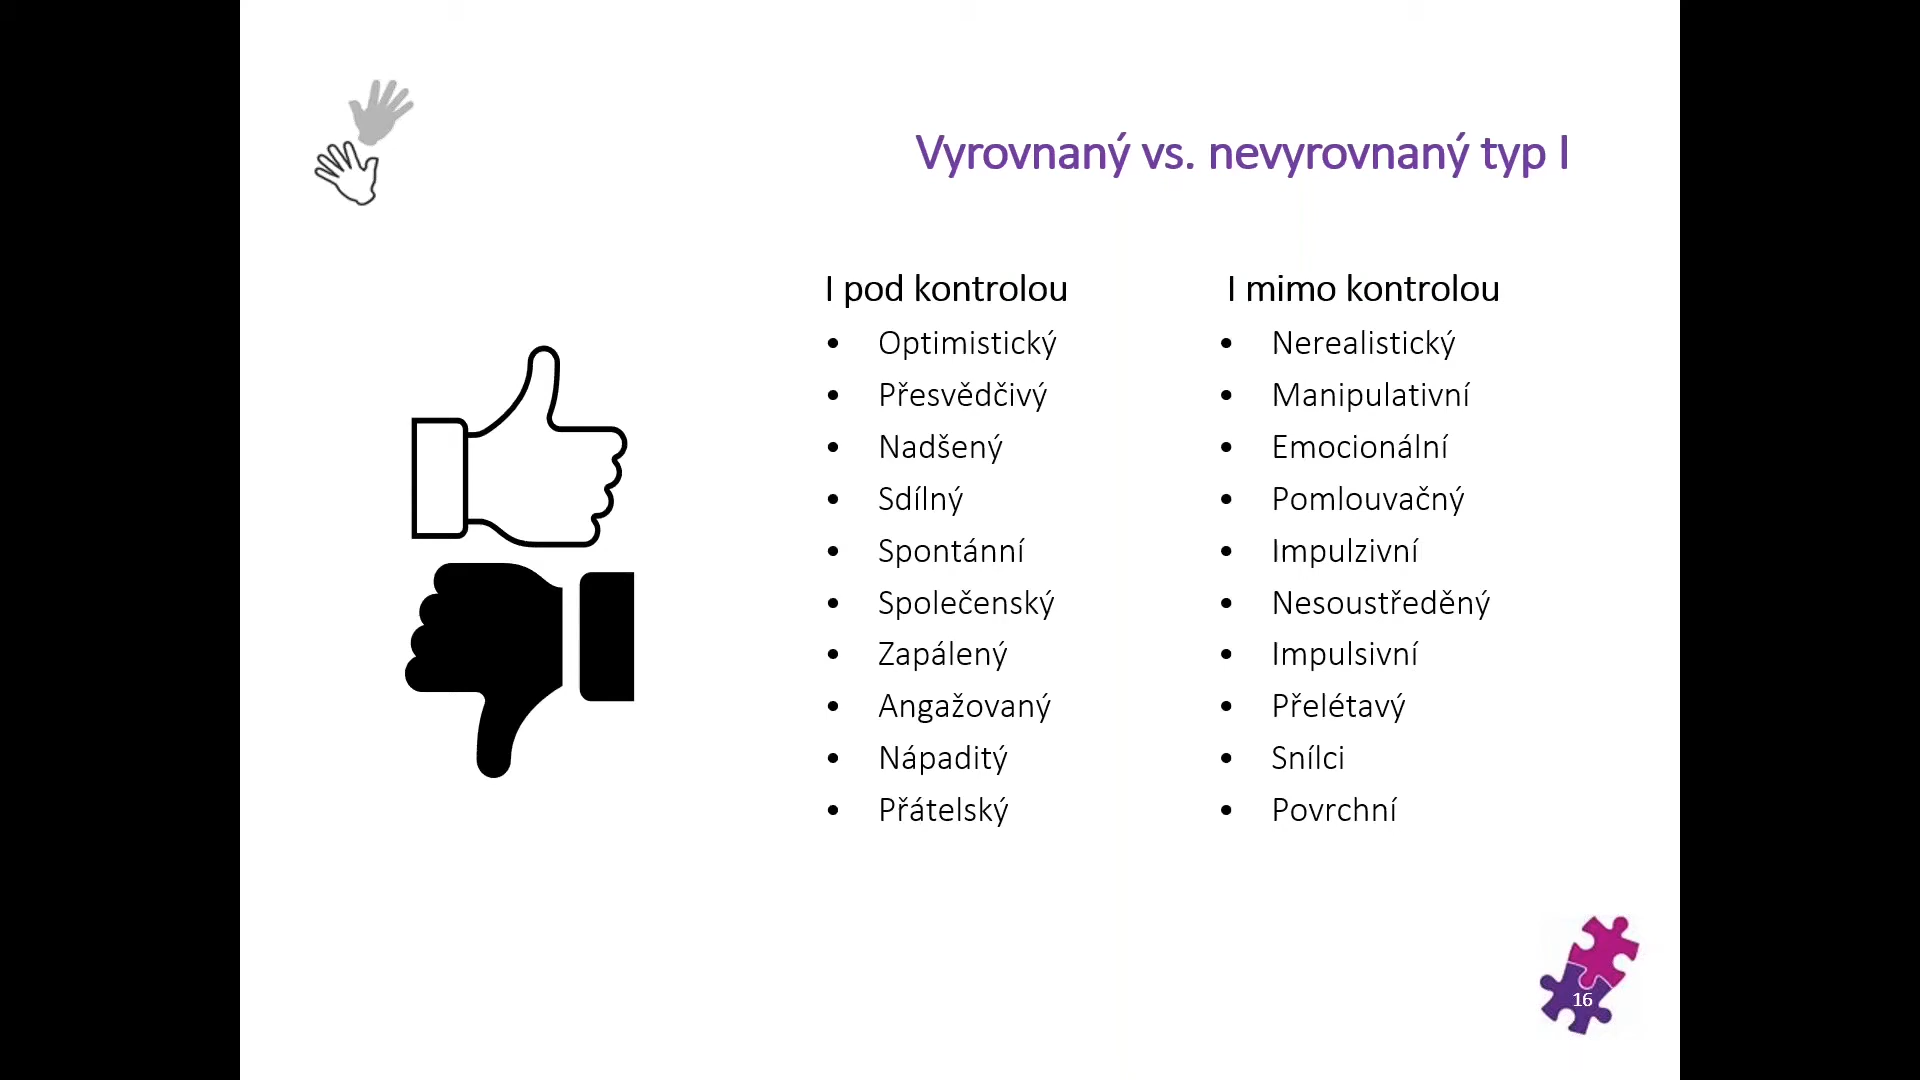 Vyrovnaný vs. nevyrovnaný typ I
I pod kontrolou
• Optimistický
• Přesvědčivý
• Nadšený
• Sdílný
• Spontánní
• Společenský
• Zapálený
• Angažovaný
• Nápaditý
• Přátelský
I mimo kontrolou
• Nerealistický
• Manipulativní
• Emocionální
• Pomlouvačný
• Impulzivní
• Nesoustředěný
• Impulsivní
• Přelétavý
• Snílci
• Povrchní
16